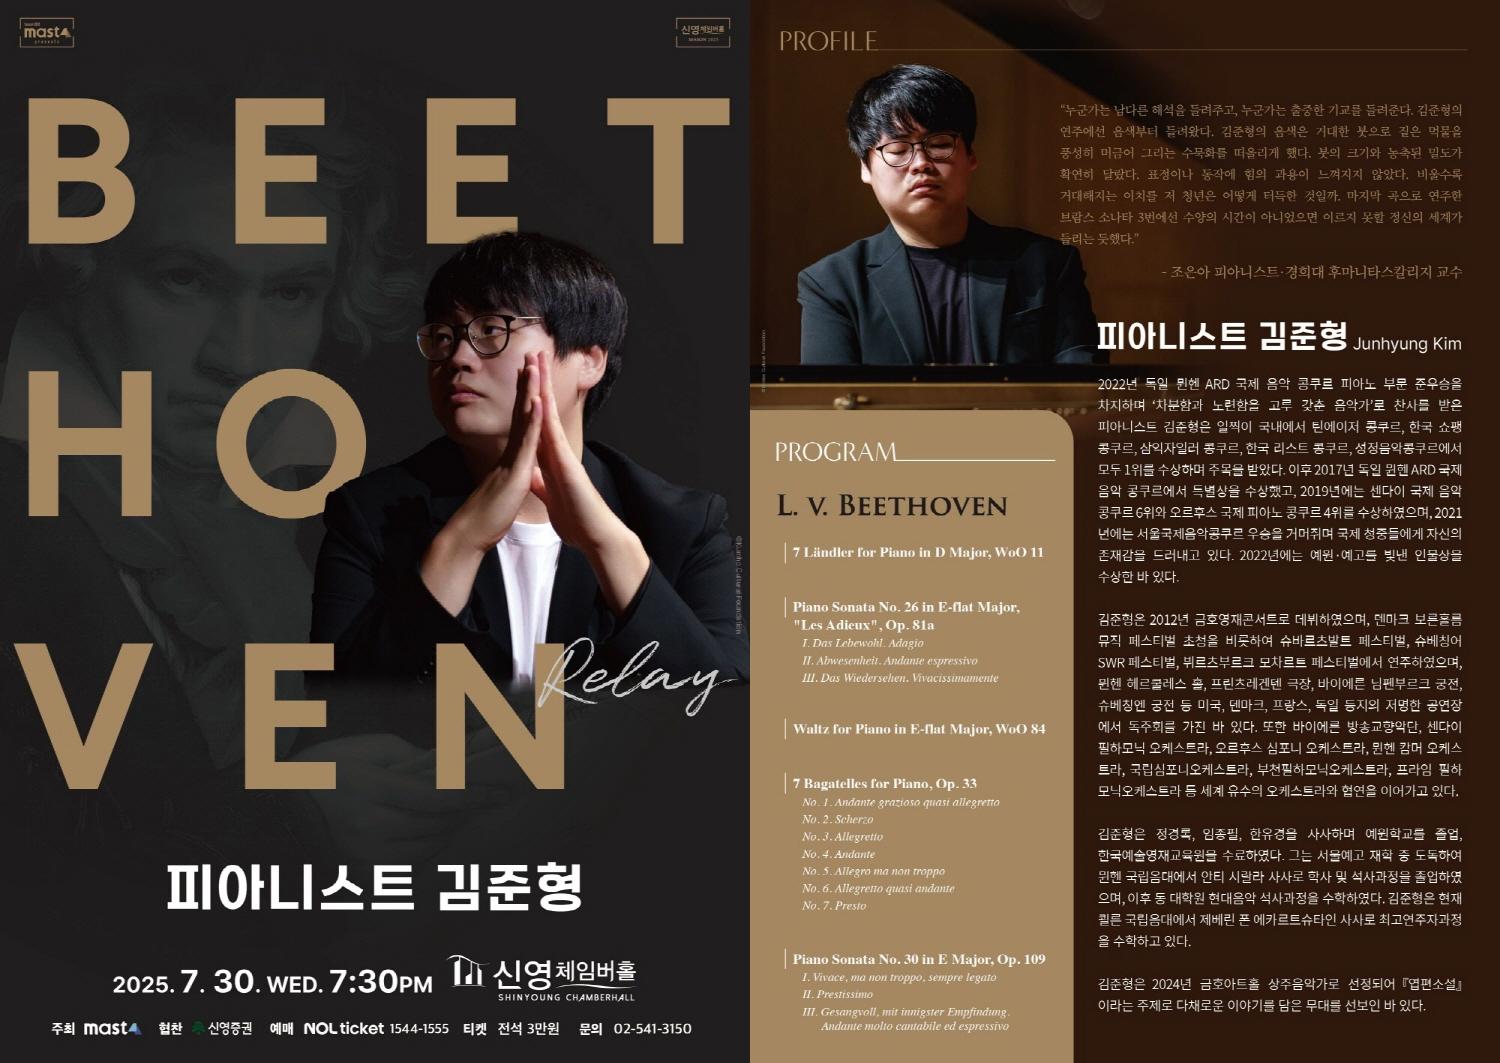 mast
presents
신영체임버홀
SEASON 2025
BEET
HO
VEN
Relay
피아니스트 김준형
2025. 7. 30. WED. 7:30PM 신영체임버홀
SHINYOUNG CHAMBERHALL
주최 mast 협찬 신영증권 예매 NOL ticket 1544-1555 티켓 전석 3만원 문의 02-541-3150
PROFILE
“누군가는 남다른 해석을 들려주고, 누군가는 출중한 기교를 들려준다. 김준형의
연주에선 음색부터 들려왔다. 김준형의 음색은 거대한 붓으로 짙은 먹물을
풍성히 머금어 그리는 수묵화를 떠올리게 했다. 붓의 크기와 농축된 밀도가
확연히 달랐다. 표정이나 동작에 힘의 과용이 느껴지지 않았다. 비울수록
거대해지는 이치를 저 청년은 어떻게 터득한 것일까. 마지막 곡으로 연주한
브람스 소나타 3번에선 수양의 시간이 아니었으면 이르지 못할 정신의 세계가
들리는 듯했다.”
- 조은아 피아니스트·경희대 후마니타스칼리지 교수
피아니스트 김준형 Junhyung Kim
2022년 독일 뮌헨 ARD 국제 음악 콩쿠르 피아노 부문 준우승을
차지하며 ‘차분함과 노련함을 고루 갖춘 음악가’로 찬사를 받은
피아니스트 김준형은 일찍이 국내에서 틴에이저 콩쿠르, 한국 쇼팽
콩쿠르, 삼익자일러 콩쿠르, 한국 리스트 콩쿠르, 성정음악콩쿠르에서
모두 1위를 수상하며 주목을 받았다. 이후 2017년 독일 뮌헨 ARD 국제
음악 콩쿠르에서 특별상을 수상했고, 2019년에는 센다이 국제 음악
콩쿠르 6위와 오르후스 국제 피아노 콩쿠르 4위를 수상하였으며, 2021
년에는 서울국제음악콩쿠르 우승을 거머쥐며 국제 청중들에게 자신의
존재감을 드러내고 있다. 2022년에는 예원·예고를 빛낸 인물상을
수상한 바 있다.
김준형은 2012년 금호영재콘서트로 데뷔하였으며, 덴마크 보른홀름
뮤직 페스티벌 초청을 비롯하여 슈바르츠발트 페스티벌, 슈베칭어
SWR 페스티벌, 뷔르츠부르크 모차르트 페스티벌에서 연주하였으며,
뮌헨 헤르쿨레스 홀, 프린츠레겐텐 극장, 바이에른 님펜부르크 궁전,
슈베칭엔 궁전 등 미국, 덴마크, 프랑스, 독일 등지의 저명한 공연장
에서 독주회를 가진 바 있다. 또한 바이에른 방송교향악단, 센다이
필하모닉 오케스트라, 오르후스 심포니 오케스트라, 뮌헨 캄머 오케스
트라, 국립심포니오케스트라, 부천필하모닉오케스트라, 프라임 필하
모닉오케스트라 등 세계 유수의 오케스트라와 협연을 이어가고 있다.
김준형은 정경록, 임종필, 한유경을 사사하며 예원학교를 졸업,
한국예술영재교육원을 수료하였다. 그는 서울예고 재학 중 도독하여
뮌헨 국립음대에서 안티 시랄라 사사로 학사 및 석사과정을 졸업하였
으며, 이후 동 대학원 현대음악 석사과정을 수학하였다. 김준형은 현재
쾰른 국립음대에서 제베린 폰 에카르트슈타인 사사로 최고연주자과정
을 수학하고 있다.
김준형은 2024년 금호아트홀 상주음악가로 선정되어 『엽편소설』
이라는 주제로 다채로운 이야기를 담은 무대를 선보인 바 있다.
PROGRAM
L. v. BEETHOVEN
7 Ländler for Piano in D Major, WoO 11
Piano Sonata No. 26 in E-flat Major,
"Les Adieux", Op. 81a
I. Das Lebewohl. Adagio
II. Abwesenheit. Andante espressivo
III. Das Wiedersehen. Vivacissimamente
Waltz for Piano in E-flat Major, WoO 84
7 Bagatelles for Piano, Op. 33
No. 1. Andante grazioso quasi allegretto
No. 2. Scherzo
No. 3. Allegretto
No. 4. Andante
No. 5. Allegro ma non troppo
No. 6. Allegretto quasi andante
No. 7. Presto
Piano Sonata No. 30 in E Major, Op. 109
I. Vivace, ma non troppo, sempre legato
II. Prestissimo
III. Gesangvoll, mit innigster Empfindung.
Andante molto cantabile ed espressivo
©Kumho Cultural Foundation